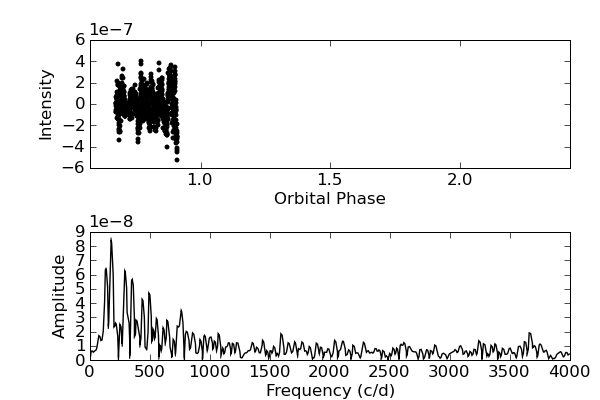 1e−7
6
4
2
0
−2
−4
−6
Intensity
1.0 1.5 2.0
Orbital Phase
1e−8
9
8
7
6
5
4
3
2
1
0
Amplitude
0 500 1000 1500 2000 2500 3000 3500 4000
Frequency (c/d)